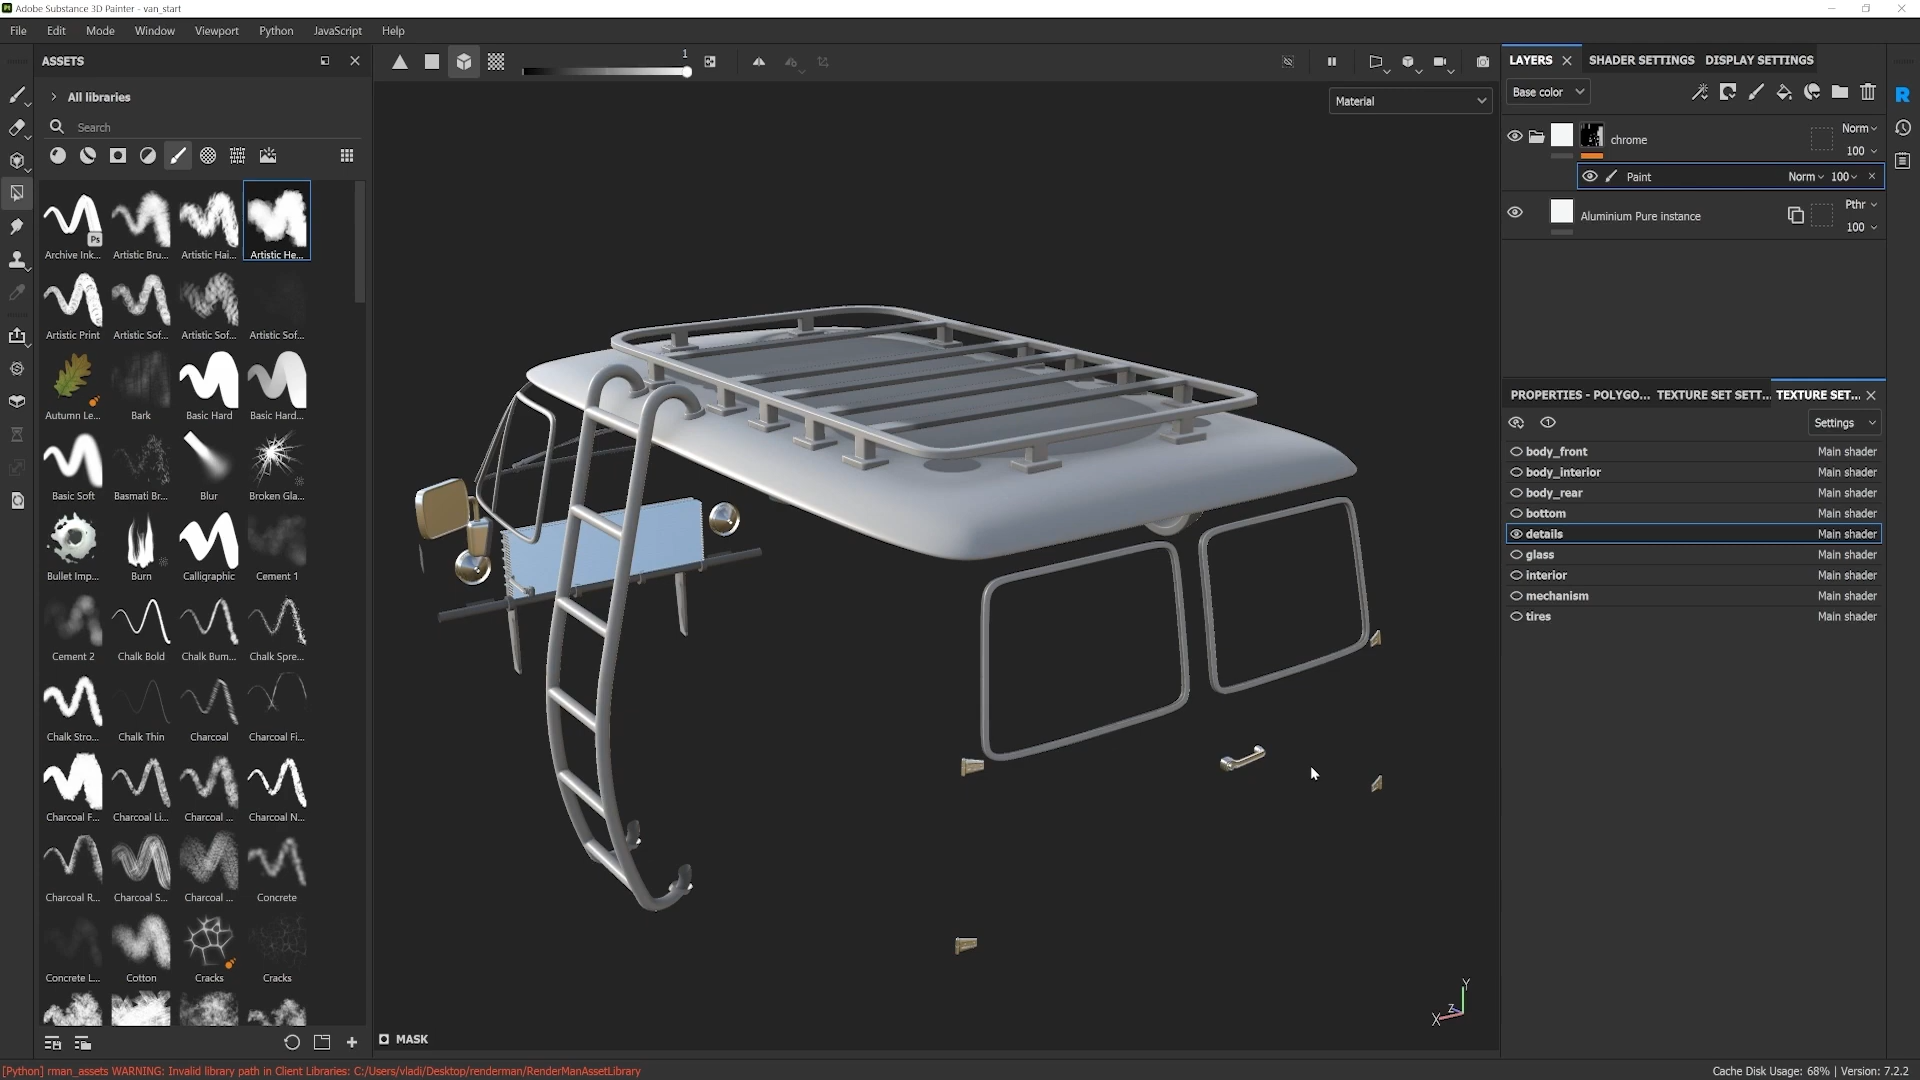 Adobe Substance 3D Painter - van_start
File Edit Mode Window Viewport Python JavaScript Help
ASSETS
All libraries
Search
Archive Ink... Artistic Bru... Artistic Hai... Artistic He...
Artistic Print Artistic Sof... Artistic Sof... Artistic Sof...
Autumn Le... Bark Basic Hard Basic Hard...
Basic Soft Basmati Br... Blur Broken Gla...
Bullet Imp... Burn Calligraphic Cement 1
Cement 2 Chalk Bold Chalk Bum... Chalk Spre...
Chalk Stro... Chalk Thin Charcoal Charcoal Fi...
Charcoal F... Charcoal Li... Charcoal ... Charcoal N...
Charcoal R... Charcoal S... Charcoal ... Concrete
Concrete L... Cotton Cracks Cracks
1
Material
MASK
Y
Z
X
LAYERS SHADER SETTINGS DISPLAY SETTINGS
Base color
chrome Norm
100
Paint Norm 100
Aluminium Pure instance Pthr
100
PROPERTIES - POLYGO... TEXTURE SET SETT... TEXTURE SET...
Settings
body_front Main shader
body_interior Main shader
body_rear Main shader
bottom Main shader
details Main shader
glass Main shader
interior Main shader
mechanism Main shader
tires Main shader
[Python] rman_assets WARNING: Invalid library path in Client Libraries: C:/Users/vladi/Desktop/renderman/RenderManAssetLibrary
Cache Disk Usage: 68% | Version: 7.2.2